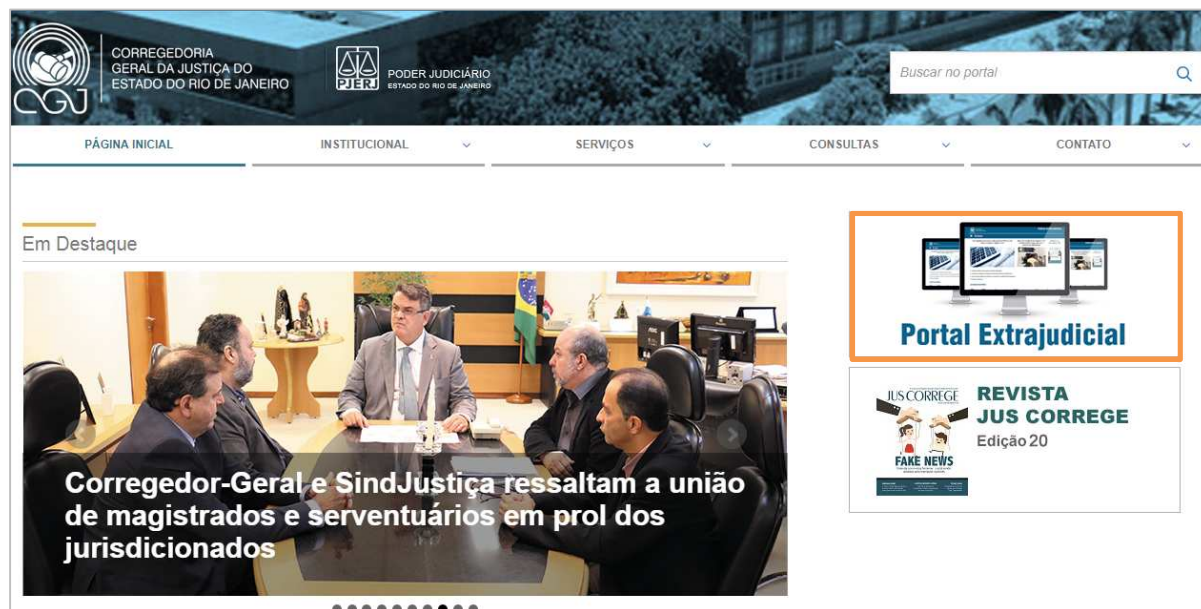 CORREGEDORIA
GERAL DA JUSTIÇA DO
ESTADO DO RIO DE JANEIRO
CGJ
PJERJ
PODER JUDICIÁRIO
ESTADO DO RIO DE JANEIRO
Buscar no portal
PÁGINA INICIAL
INSTITUCIONAL
SERVIÇOS
CONSULTAS
CONTATO
Em Destaque
Corregedor-Geral e SindJustiça ressaltam a união
de magistrados e serventuários em prol dos
jurisdicionados
Portal Extrajudicial
JUS CORREGE
FAKE NEWS
REVISTA
JUS CORREGE
Edição 20